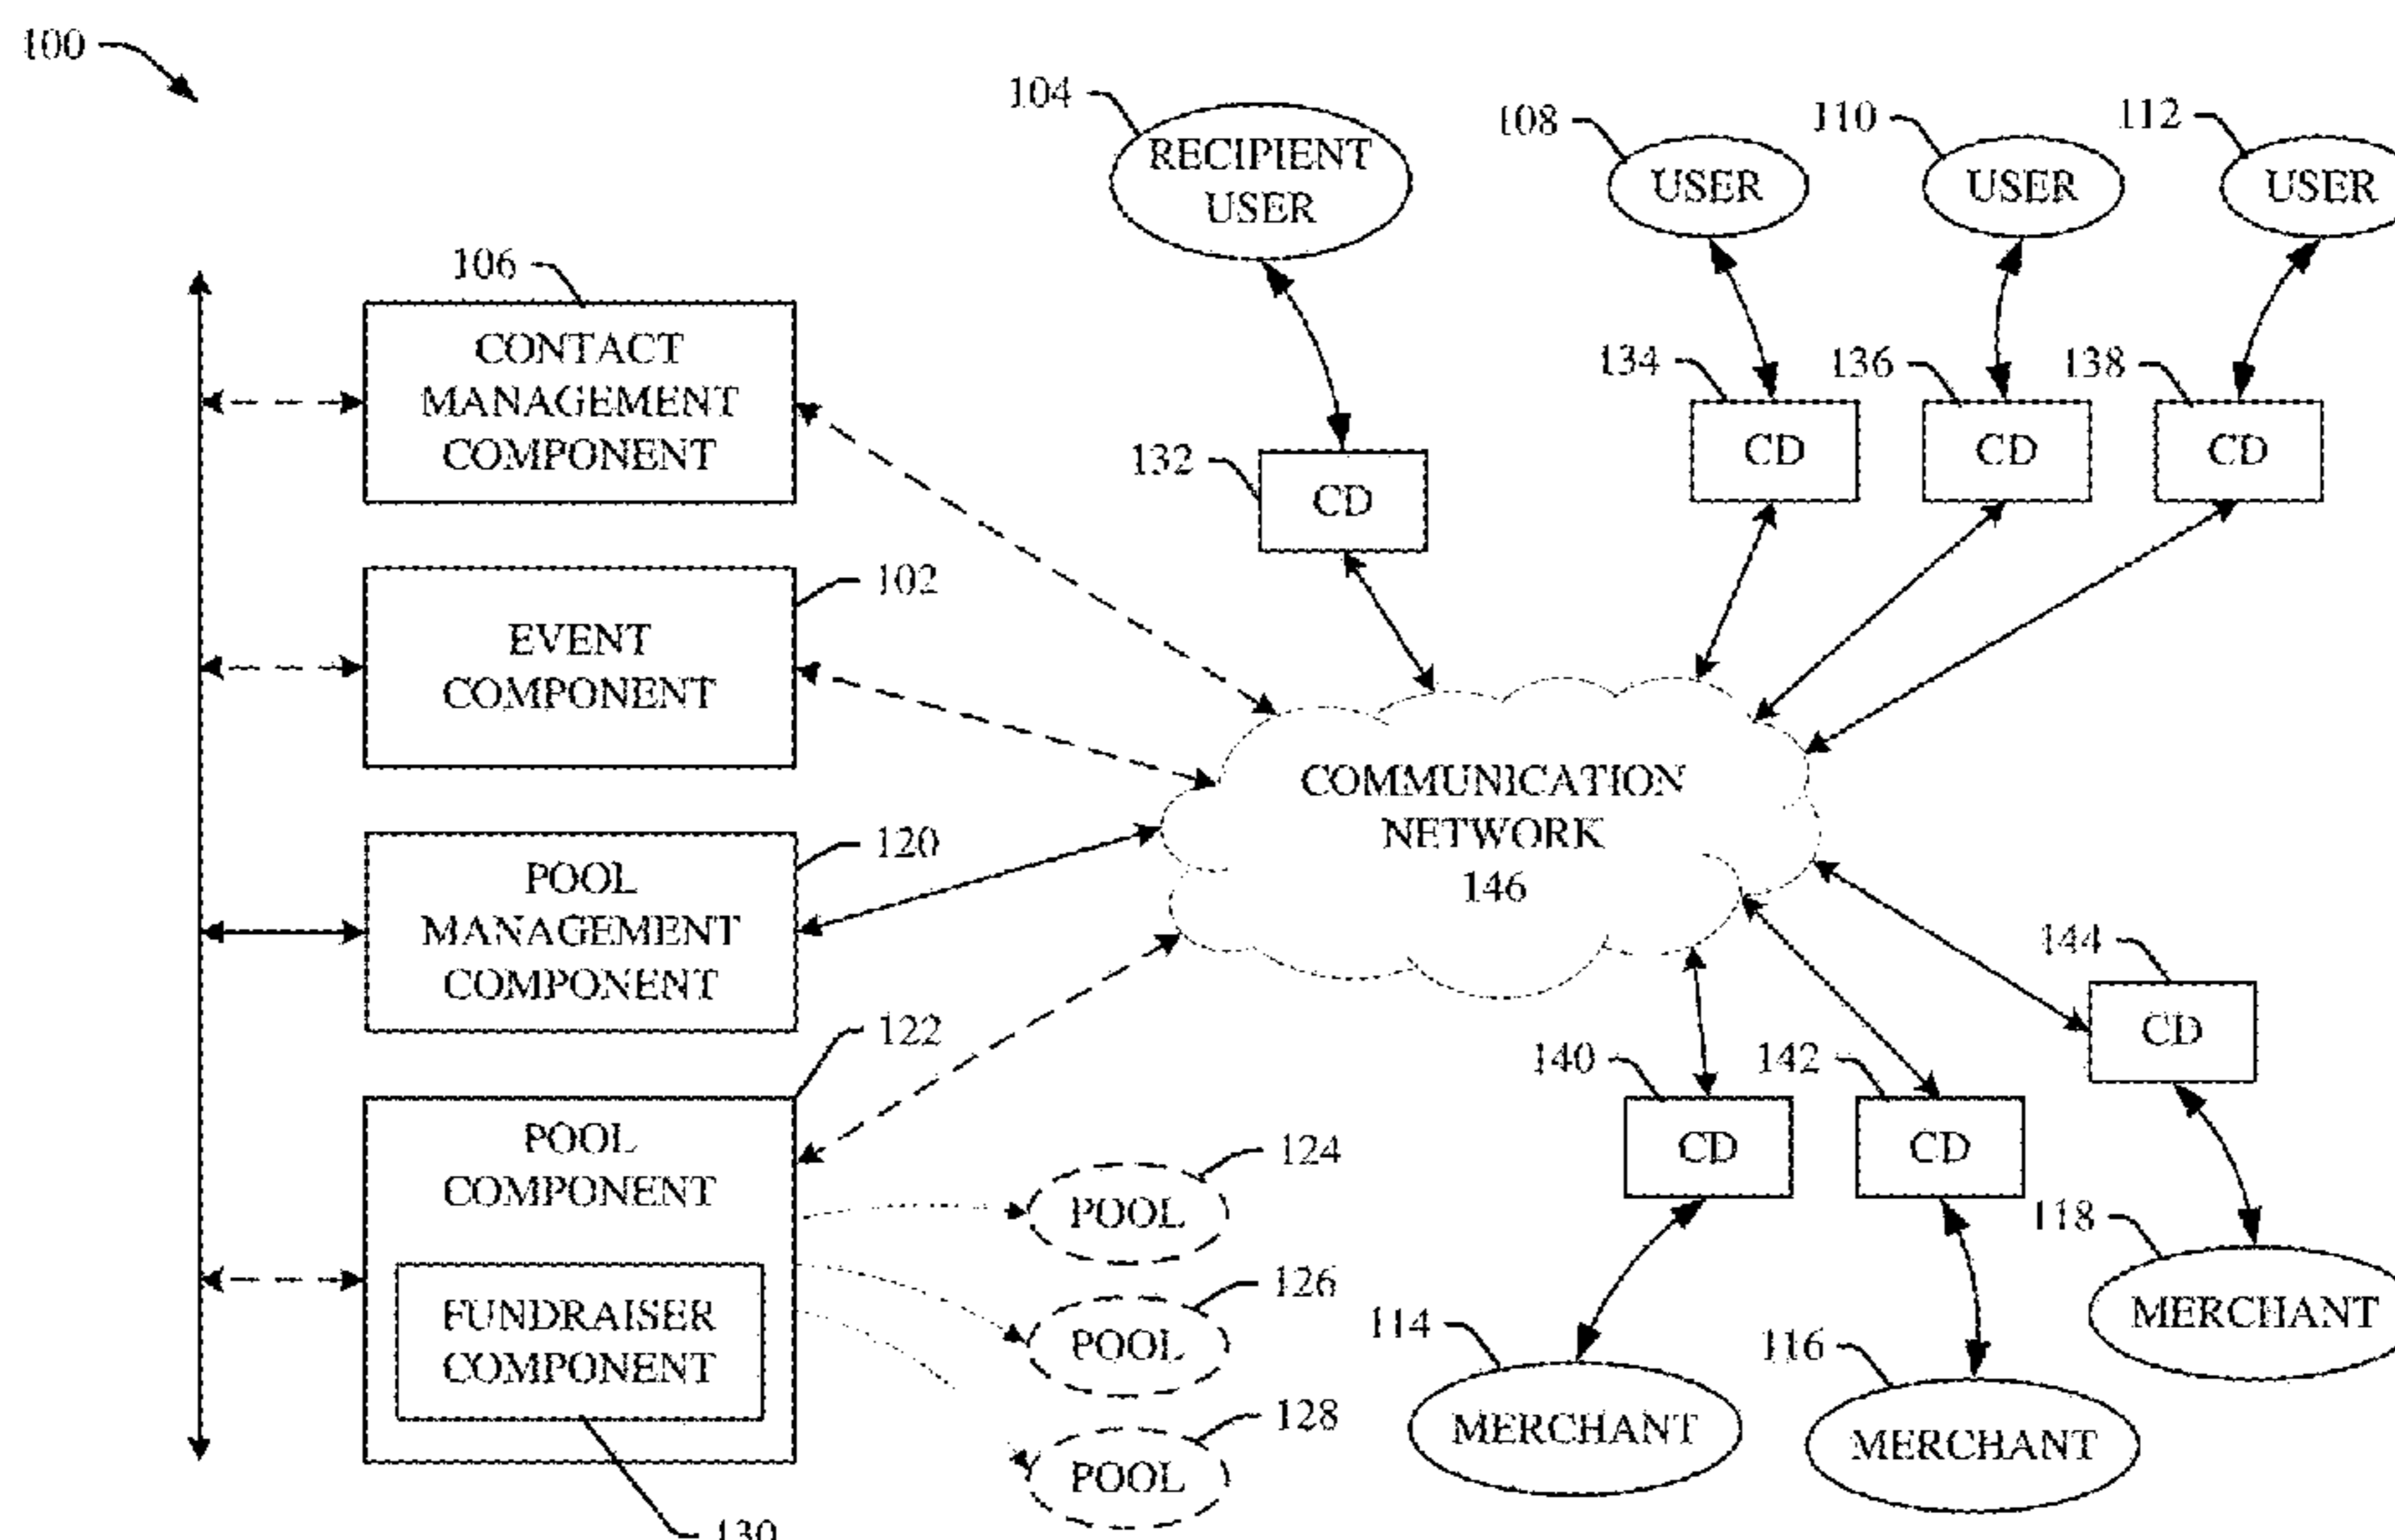 100
104
RECIPIENT
USER
108
USER
110
USER
112
USER
106
CONTACT
MANAGEMENT
COMPONENT
132
CD
134
CD
136
CD
138
CD
102
EVENT
COMPONENT
120
POOL
MANAGEMENT
COMPONENT
COMMUNICATION
NETWORK
146
122
POOL
COMPONENT
FUNDRAISER
COMPONENT
130
124
POOL
126
POOL
128
POOL
140
CD
142
CD
144
CD
114
MERCHANT
116
MERCHANT
118
MERCHANT